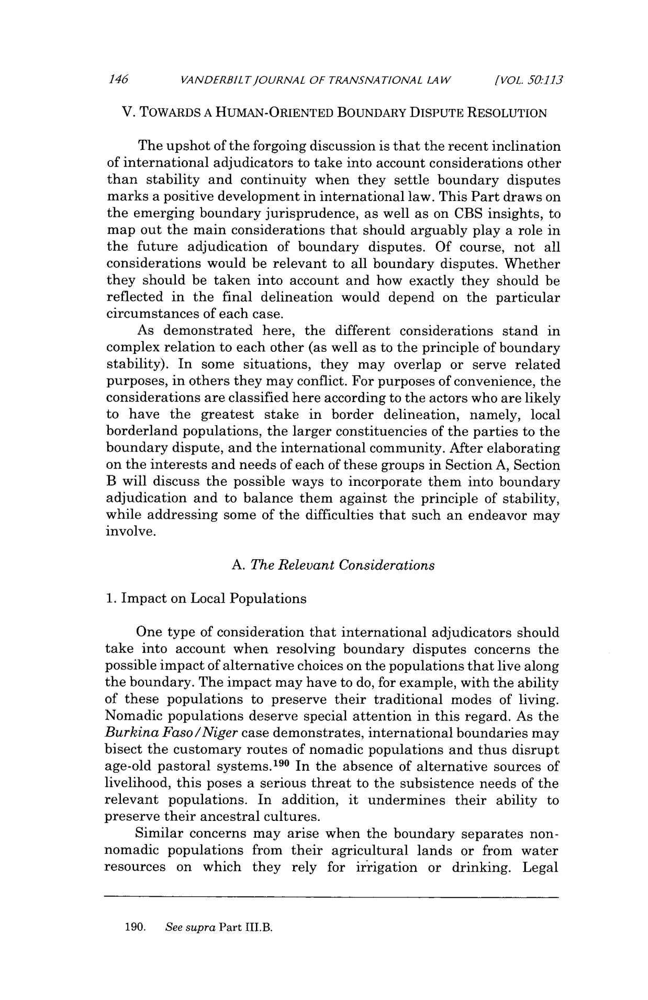 146 VANDERBILT JOURNAL OF TRANSNATIONAL LAW [VOL. 50:113
V. TOWARDS A HUMAN-ORIENTED BOUNDARY DISPUTE RESOLUTION
The upshot of the forgoing discussion is that the recent inclination
of international adjudicators to take into account considerations other
than stability and continuity when they settle boundary disputes
marks a positive development in international law. This Part draws on
the emerging boundary jurisprudence, as well as on CBS insights, to
map out the main considerations that should arguably play a role in
the future adjudication of boundary disputes. Of course, not all
considerations would be relevant to all boundary disputes. Whether
they should be taken into account and how exactly they should be
reflected in the final delineation would depend on the particular
circumstances of each case.
As demonstrated here, the different considerations stand in
complex relation to each other (as well as to the principle of boundary
stability). In some situations, they may overlap or serve related
purposes, in others they may conflict. For purposes of convenience, the
considerations are classified here according to the actors who are likely
to have the greatest stake in border delineation, namely, local
borderland populations, the larger constituencies of the parties to the
boundary dispute, and the international community. After elaborating
on the interests and needs of each of these groups in Section A, Section
B will discuss the possible ways to incorporate them into boundary
adjudication and to balance them against the principle of stability,
while addressing some of the difficulties that such an endeavor may
involve.
A. The Relevant Considerations
1. Impact on Local Populations
One type of consideration that international adjudicators should
take into account when resolving boundary disputes concerns the
possible impact of alternative choices on the populations that live along
the boundary. The impact may have to do, for example, with the ability
of these populations to preserve their traditional modes of living.
Nomadic populations deserve special attention in this regard. As the
Burkina Faso/Niger case demonstrates, international boundaries may
bisect the customary routes of nomadic populations and thus disrupt
age-old pastoral systems.190 In the absence of alternative sources of
livelihood, this poses a serious threat to the subsistence needs of the
relevant populations. In addition, it undermines their ability to
preserve their ancestral cultures.
Similar concerns may arise when the boundary separates non-
nomadic populations from their agricultural lands or from water
resources on which they rely for irrigation or drinking. Legal
190. See supra Part III.B.